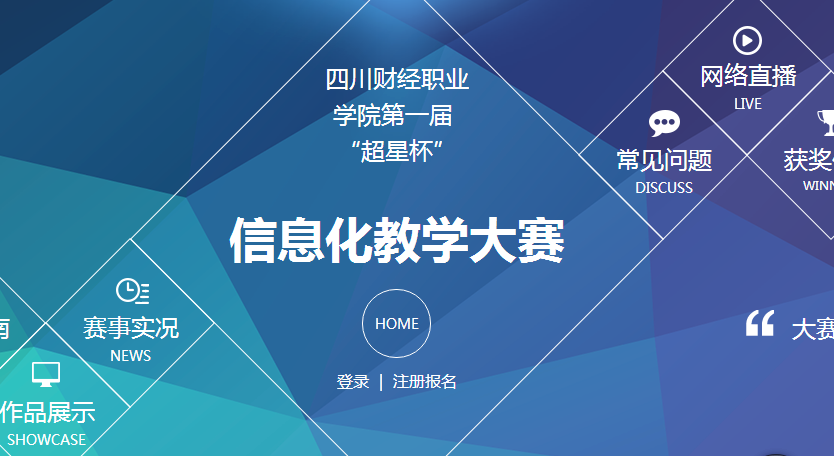 四川财经职业
学院第一届
“超星杯”
信息化教学大赛
HOME
登录 | 注册报名
网络直播
LIVE
常见问题
DISCUSS
获奖
WINN
赛事实况
NEWS
南
作品展示
SHOWCASE
“ 大赛